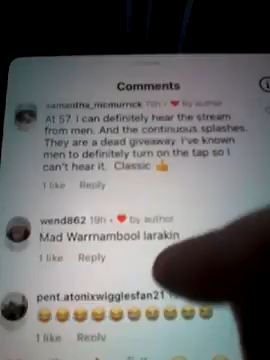 Comments
samantha_mcmurrick 19h • ❤️ by author
At 57, I can definitely hear the stream
from men. And the continuous splashes.
They are a dead giveaway. I've known
men to definitely turn on the tap so I
can't hear it. Classic 👍
1 like Reply
wend862 19h • ❤️ by author
Mad Warrnambool larakin
1 like Reply
pent.atonixwigglesfan21
😂😂😂😂😂😂😂😂😂😂
1 like Reply